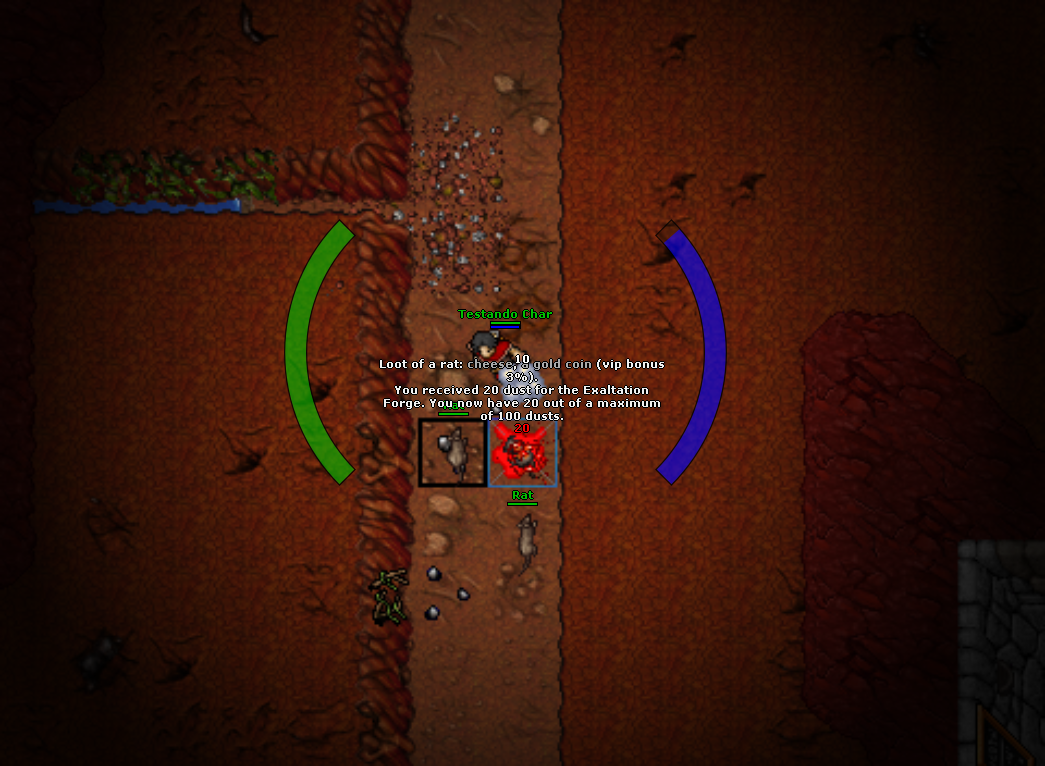 Testando Char
10
Loot of a rat: cheese, a gold coin (vip bonus
3%).
You received 20 dust for the Exaltation
Forge. You now have 20 out of a maximum
of 100 dusts.
20
Rat